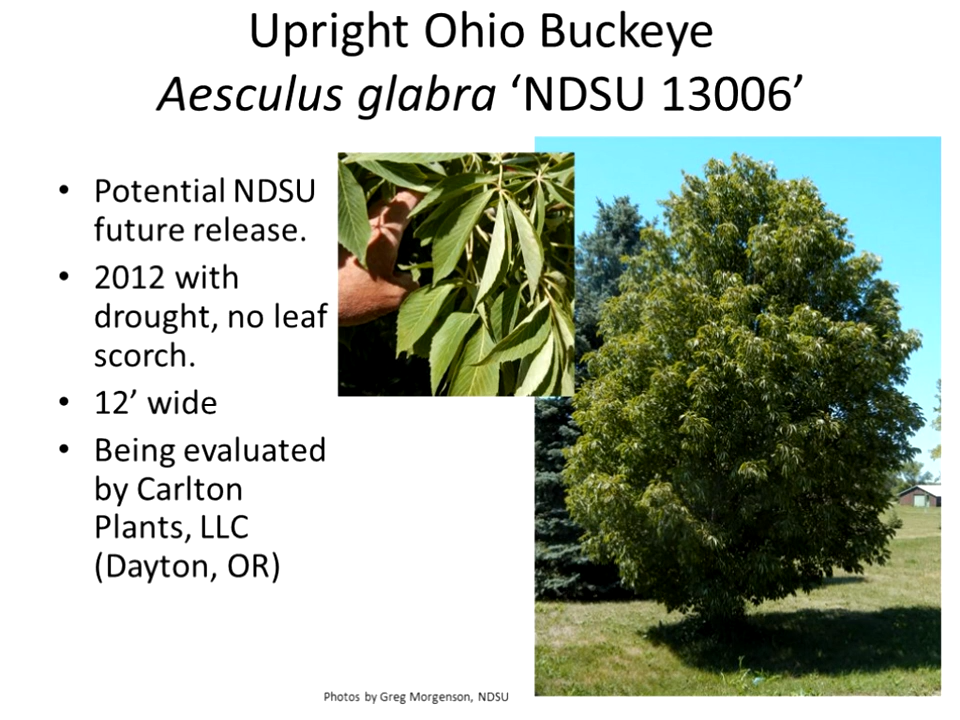 Upright Ohio Buckeye
Aesculus glabra ‘NDSU 13006’
• Potential NDSU
future release.
• 2012 with
drought, no leaf
scorch.
• 12’ wide
• Being evaluated
by Carlton
Plants, LLC
(Dayton, OR)
Photos by Greg Morgenson, NDSU